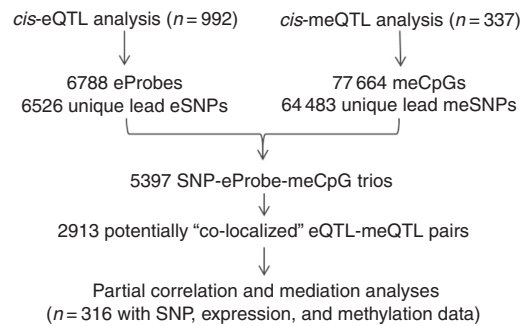 cis-eQTL analysis (n = 992)
cis-meQTL analysis (n = 337)
6788 eProbes
6526 unique lead eSNPs
77 664 meCpGs
64 483 unique lead meSNPs
5397 SNP-eProbe-meCpG trios
2913 potentially “co-localized” eQTL-meQTL pairs
Partial correlation and mediation analyses
(n = 316 with SNP, expression, and methylation data)